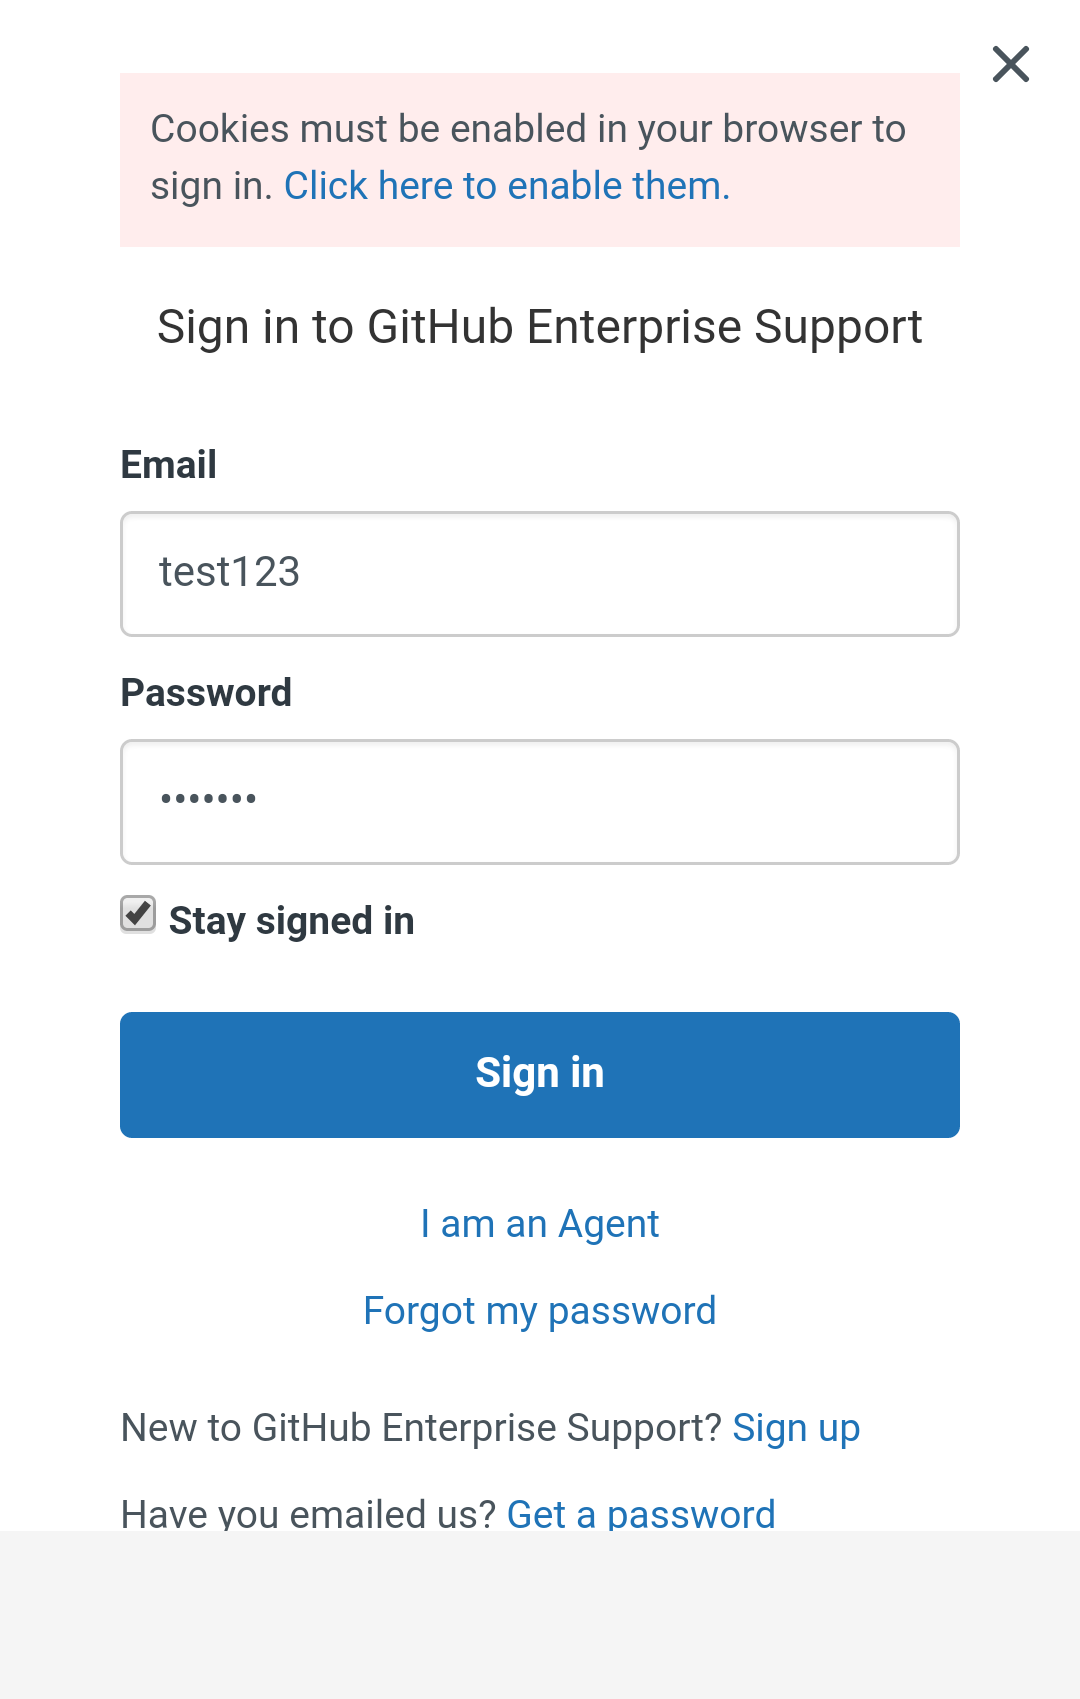 Cookies must be enabled in your browser to
sign in. Click here to enable them.
Sign in to GitHub Enterprise Support
Email
test123
Password
•••••••
Stay signed in
Sign in
I am an Agent
Forgot my password
New to GitHub Enterprise Support? Sign up
Have you emailed us? Get a password